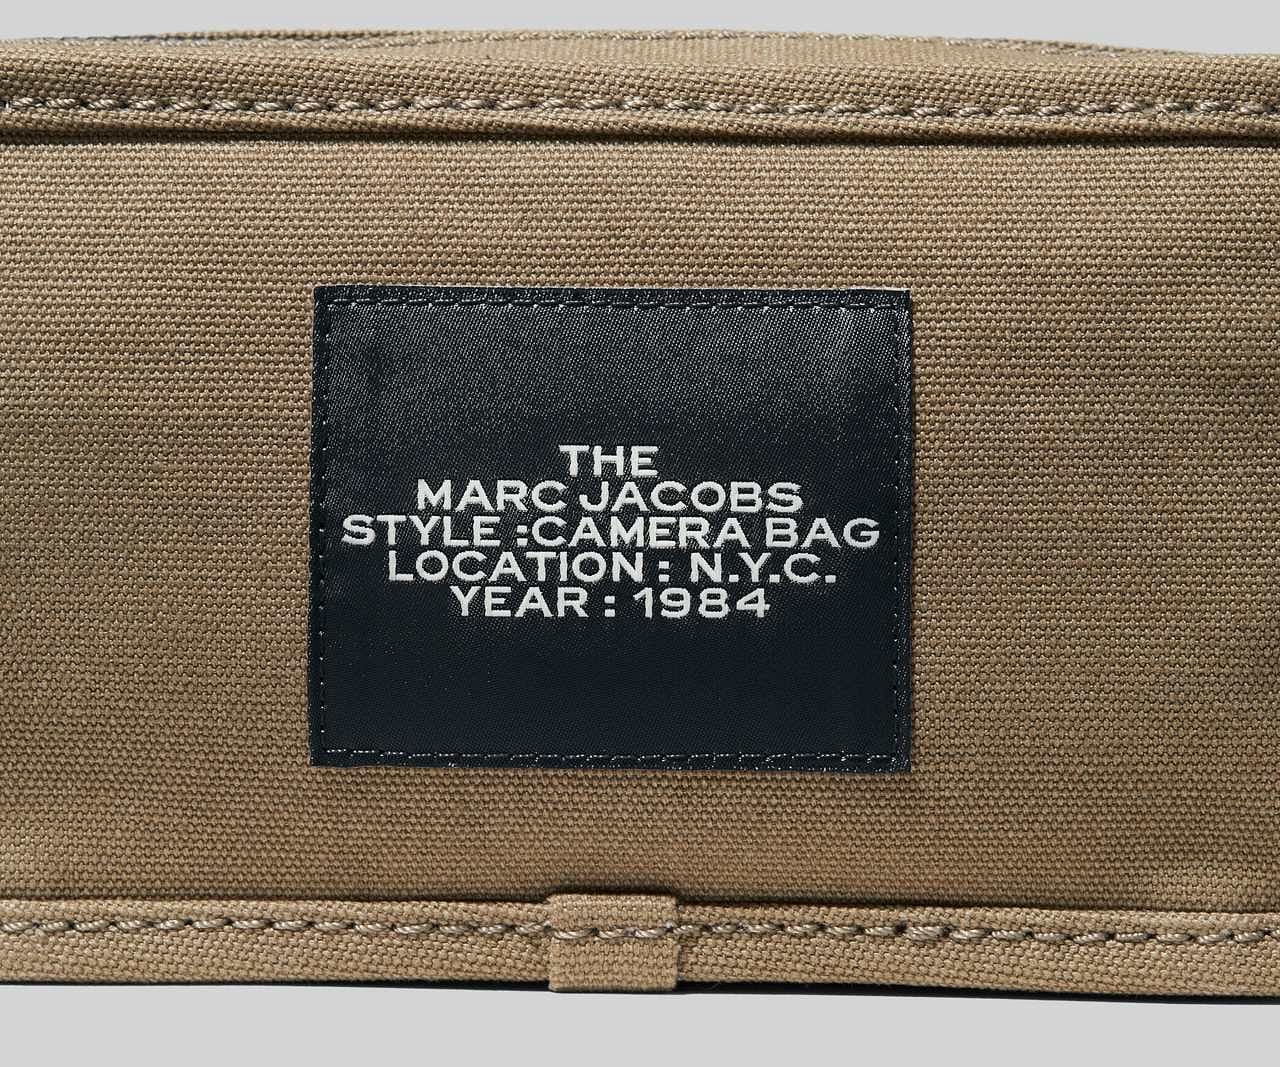 THE
MARC JACOBS
STYLE :CAMERA BAG
LOCATION : N.Y.C.
YEAR : 1984